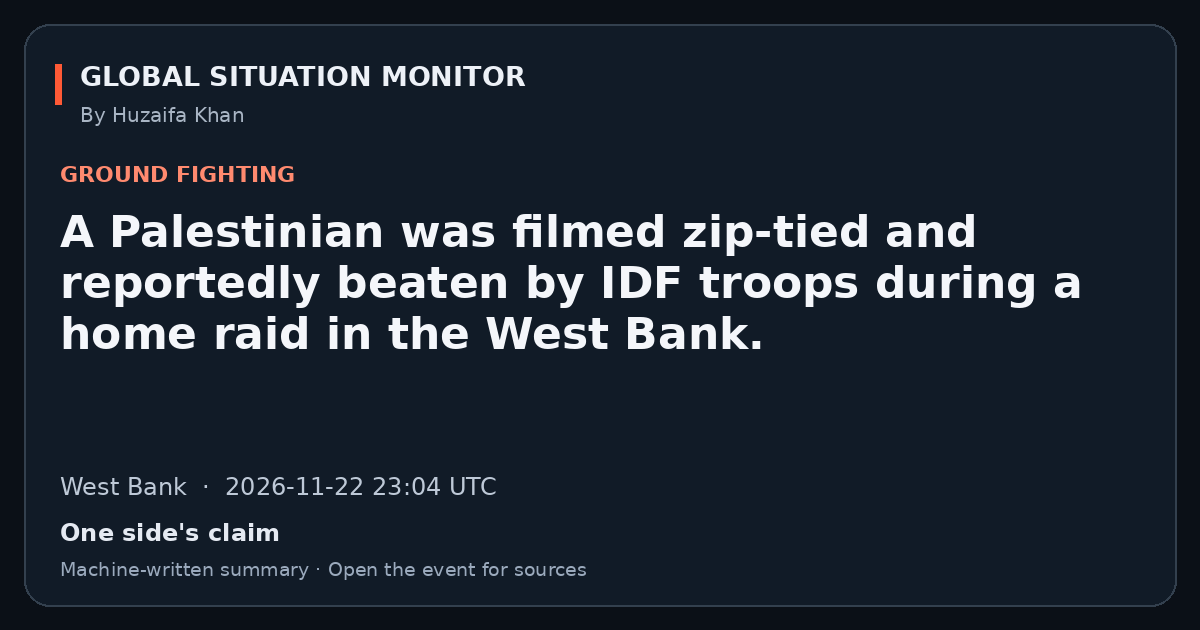 GLOBAL SITUATION MONITOR
By Huzaifa Khan
GROUND FIGHTING
A Palestinian was filmed zip-tied and
reportedly beaten by IDF troops during a
home raid in the West Bank.
West Bank · 2026-11-22 23:04 UTC
One side's claim
Machine-written summary · Open the event for sources